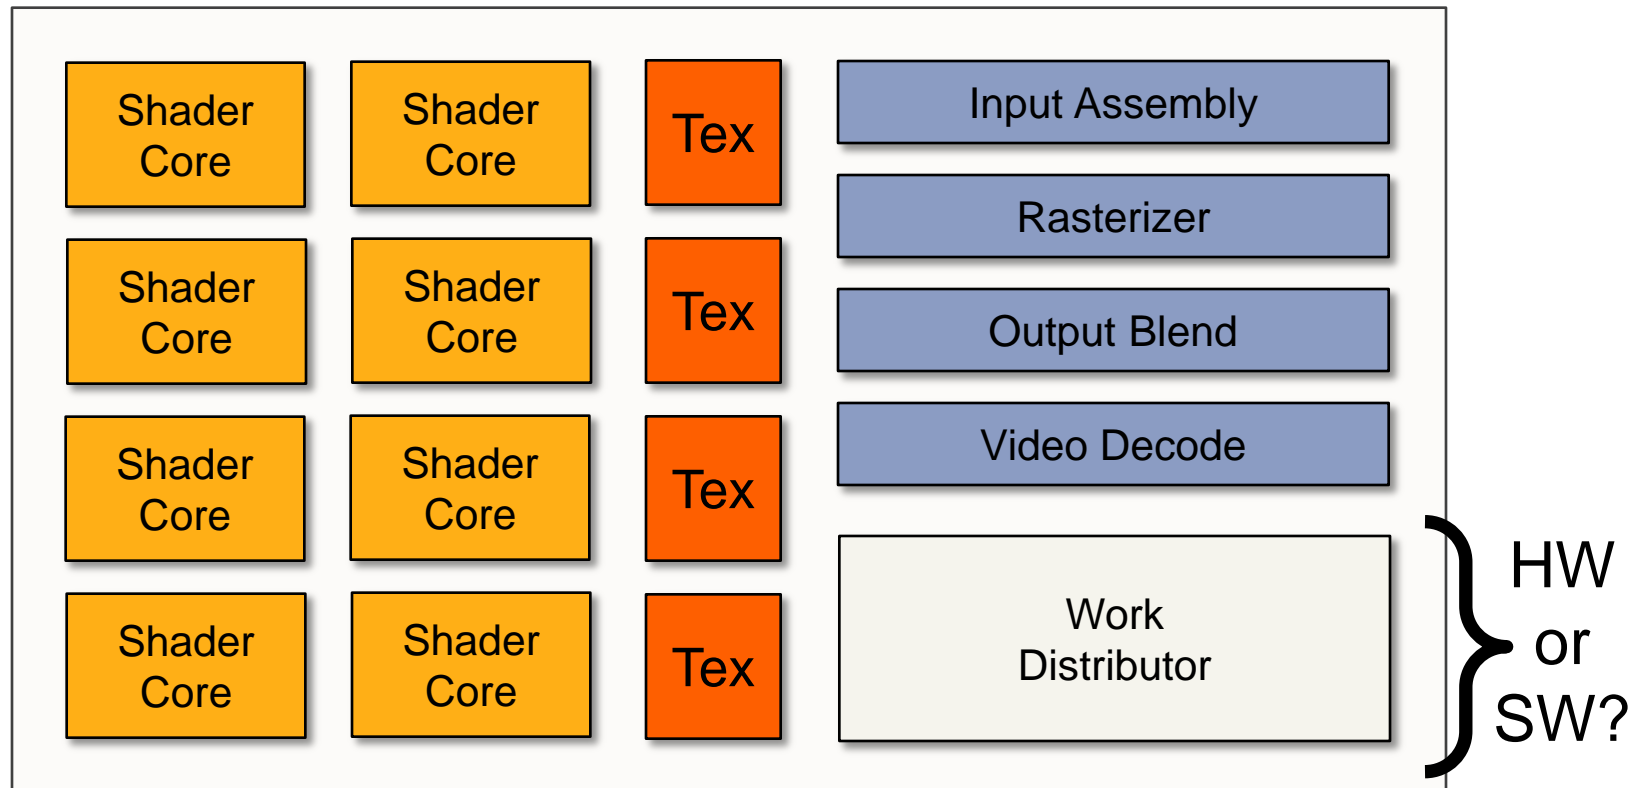 Shader
Core
Shader
Core
Tex
Input Assembly
Rasterizer
Shader
Core
Shader
Core
Tex
Output Blend
Video Decode
Shader
Core
Shader
Core
Tex
Shader
Core
Shader
Core
Tex
Work
Distributor
HW
or
SW?